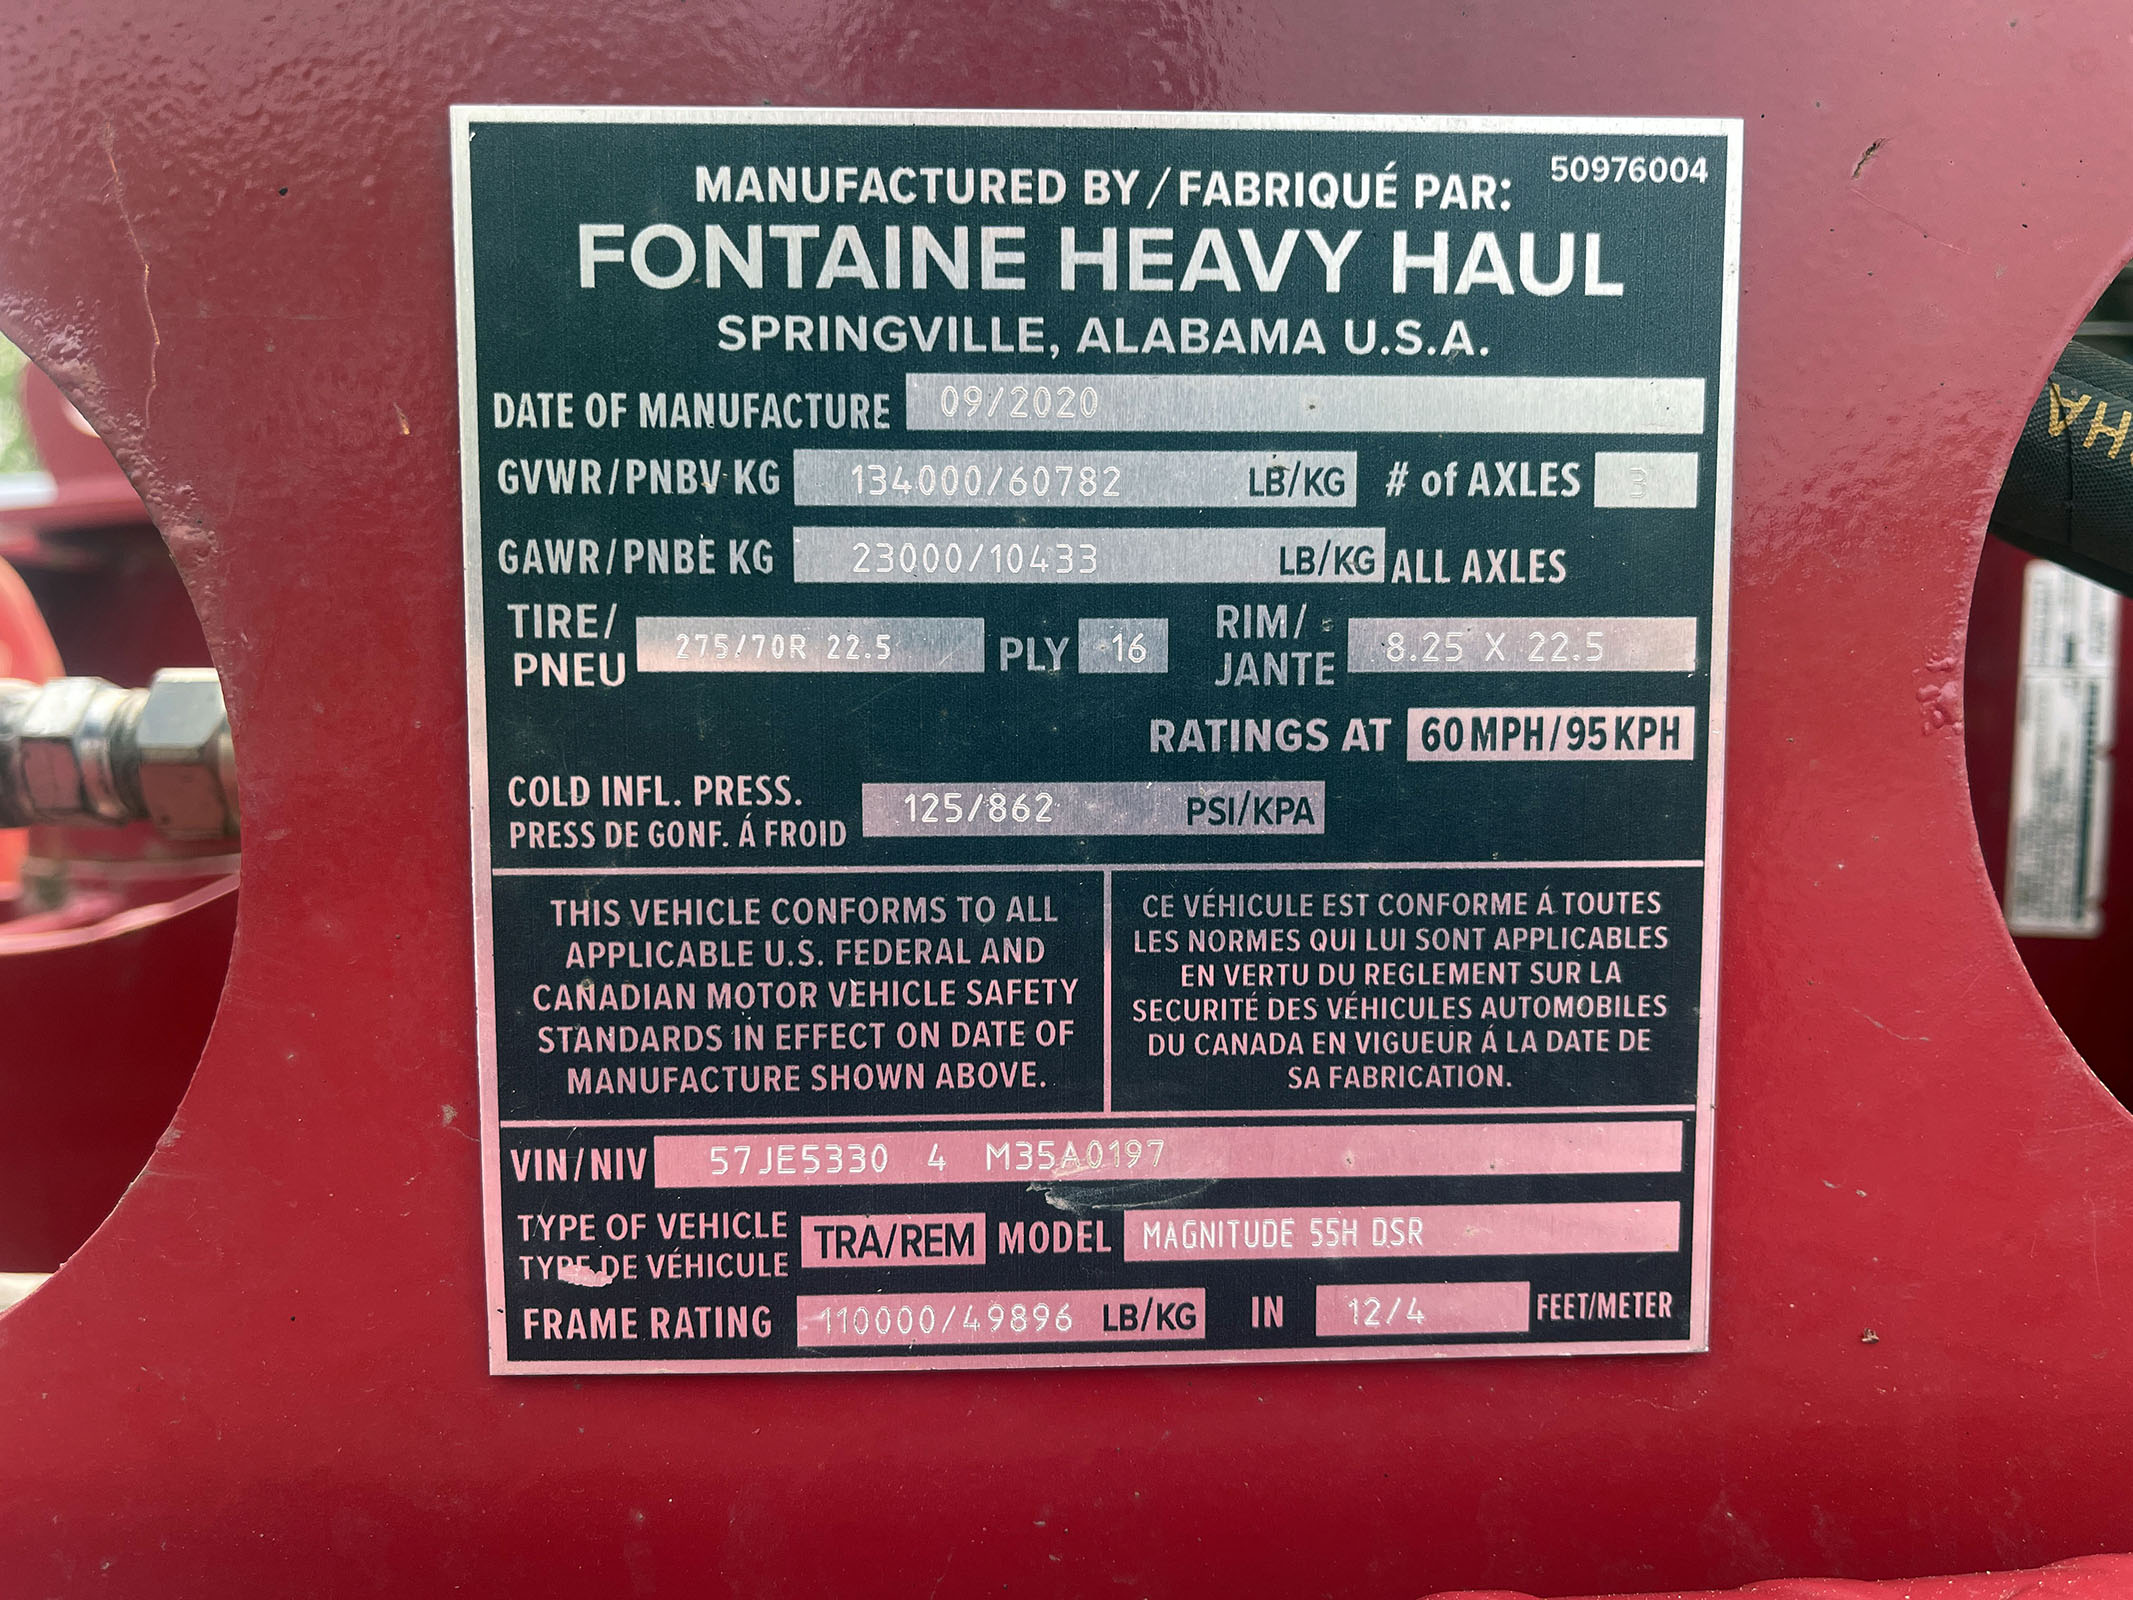 50976004
MANUFACTURED BY / FABRIQUÉ PAR:
FONTAINE HEAVY HAUL
SPRINGVILLE, ALABAMA U.S.A.
DATE OF MANUFACTURE 09/2020
GVWR/PNBV KG 134000/60782 LB/KG # of AXLES 3
GAWR/PNBE KG 23000/10433 LB/KG ALL AXLES
TIRE/ PNEU 275/70R 22.5 PLY 16 RIM/ JANTE 8.25 X 22.5
RATINGS AT 60 MPH/95 KPH
COLD INFL. PRESS.
PRESS DE GONF. Á FROID 125/862 PSI/KPA
THIS VEHICLE CONFORMS TO ALL
APPLICABLE U.S. FEDERAL AND
CANADIAN MOTOR VEHICLE SAFETY
STANDARDS IN EFFECT ON DATE OF
MANUFACTURE SHOWN ABOVE.
CE VÉHICULE EST CONFORME Á TOUTES
LES NORMES QUI LUI SONT APPLICABLES
EN VERTU DU REGLEMENT SUR LA
SECURITÉ DES VÉHICULES AUTOMOBILES
DU CANADA EN VIGUEUR Á LA DATE DE
SA FABRICATION.
VIN/NIV 57JE5330 4 M35A0197
TYPE OF VEHICLE
TYPE DE VÉHICULE TRA/REM MODEL MAGNITUDE 55H DSR
FRAME RATING 110000/49896 LB/KG IN 12/4 FEET/METER